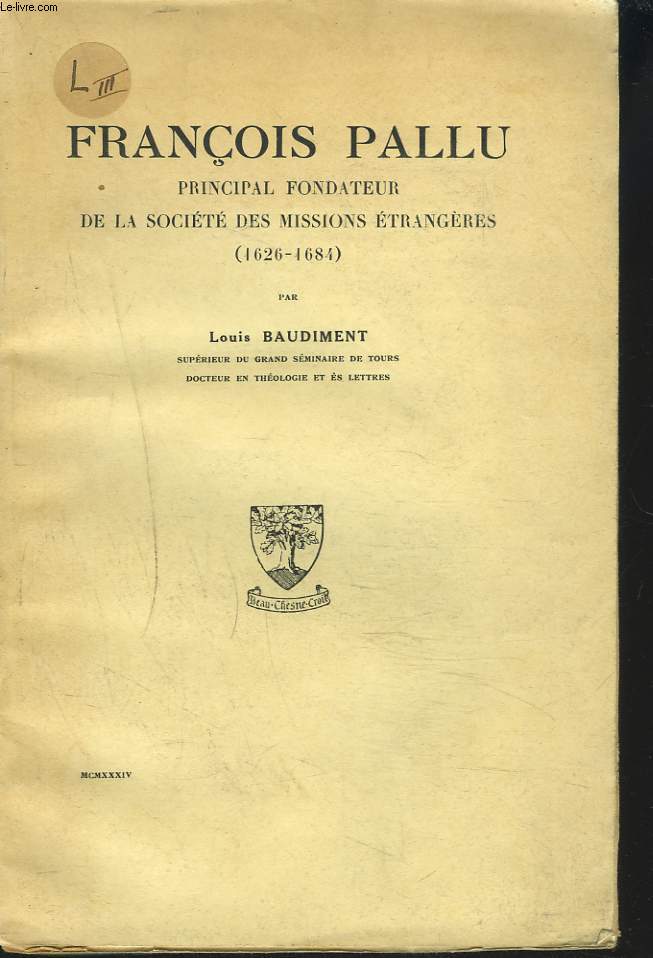 Le-livre.com
L III
FRANÇOIS PALLU
PRINCIPAL FONDATEUR
DE LA SOCIÉTÉ DES MISSIONS ÉTRANGÈRES
(1626-1684)
PAR
Louis BAUDIMENT
SUPÉRIEUR DU GRAND SÉMINAIRE DE TOURS
DOCTEUR EN THÉOLOGIE ET ÈS LETTRES
Beau-Chesne-Croit
MCMXXXIV